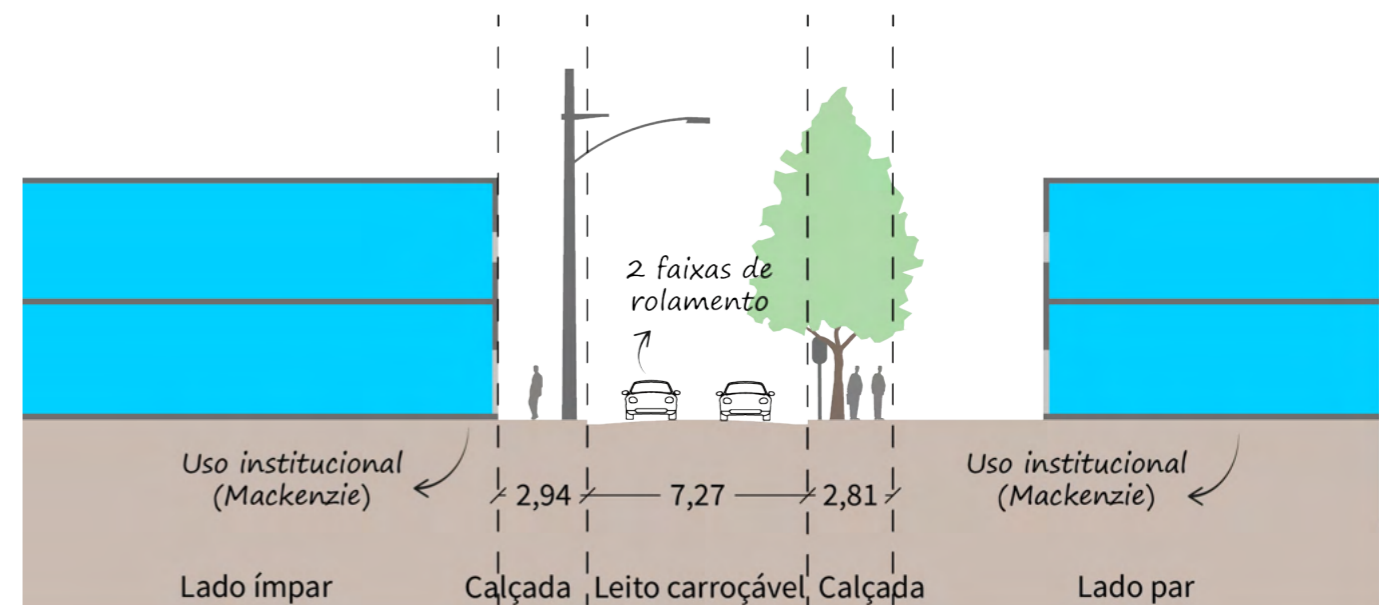 2 faixas de
rolamento
Uso institucional
(Mackenzie)
Uso institucional
(Mackenzie)
2,94
7,27
2,81
Lado ímpar
Calçada
Leito carroçável
Calçada
Lado par